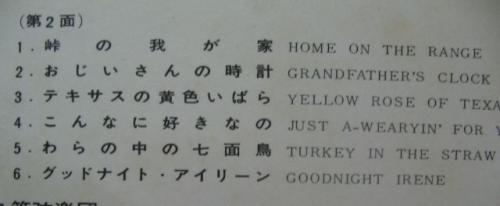 (第2面)
1. 峠の我が家 HOME ON THE RANGE
2. おじいさんの時計 GRANDFATHER'S CLOCK
3. テキサスの黄色いばら YELLOW ROSE OF TEXA
4. こんなに好きなの JUST A-WEARYIN' FOR
5. わらの中の七面鳥 TURKEY IN THE STRAW
6. グッドナイト・アイリーン GOODNIGHT IRENE
管弦楽団